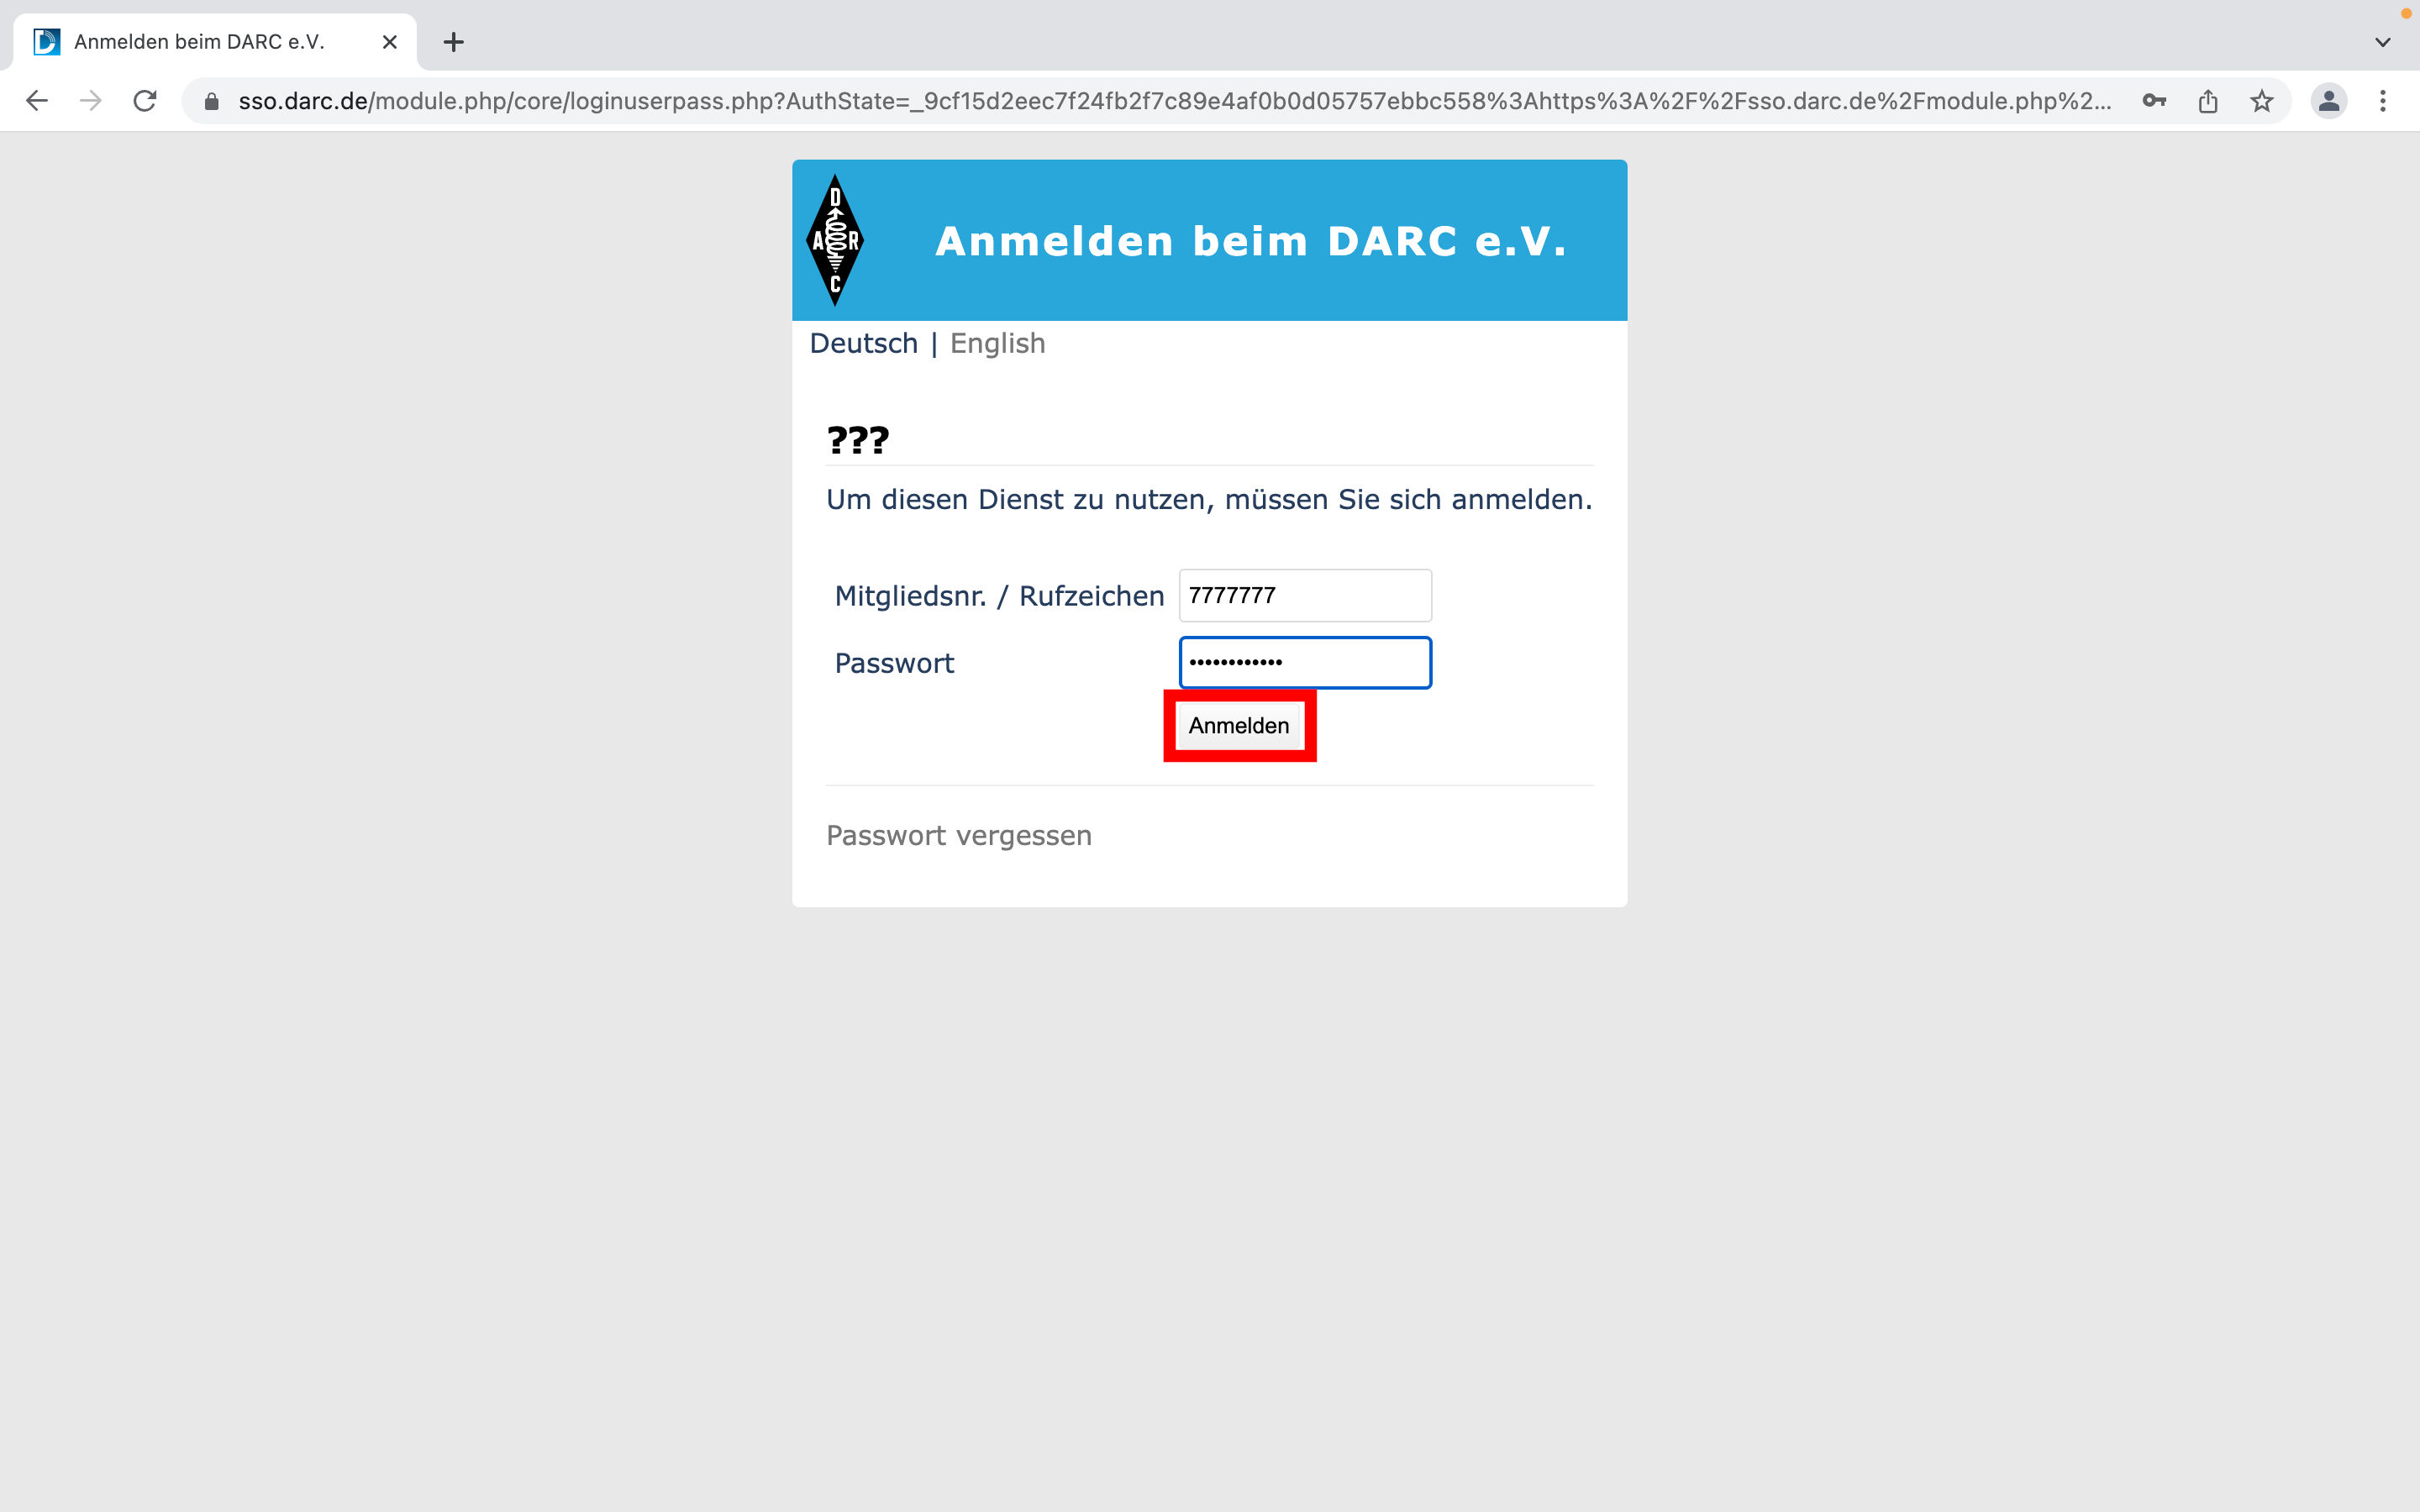 Anmelden beim DARC e.V.
sso.darc.de/module.php/core/loginuserpass.php?AuthState=_9cf15d2eec7f24fb2f7c89e4af0b0d05757ebbc558%3Ahttps%3A%2F%2Fsso.darc.de%2Fmodule.php%2...
D
A R
C
Anmelden beim DARC e.V.
Deutsch | English
???
Um diesen Dienst zu nutzen, müssen Sie sich anmelden.
Mitgliedsnr. / Rufzeichen 7777777
Passwort ••••••••••••
Anmelden
Passwort vergessen